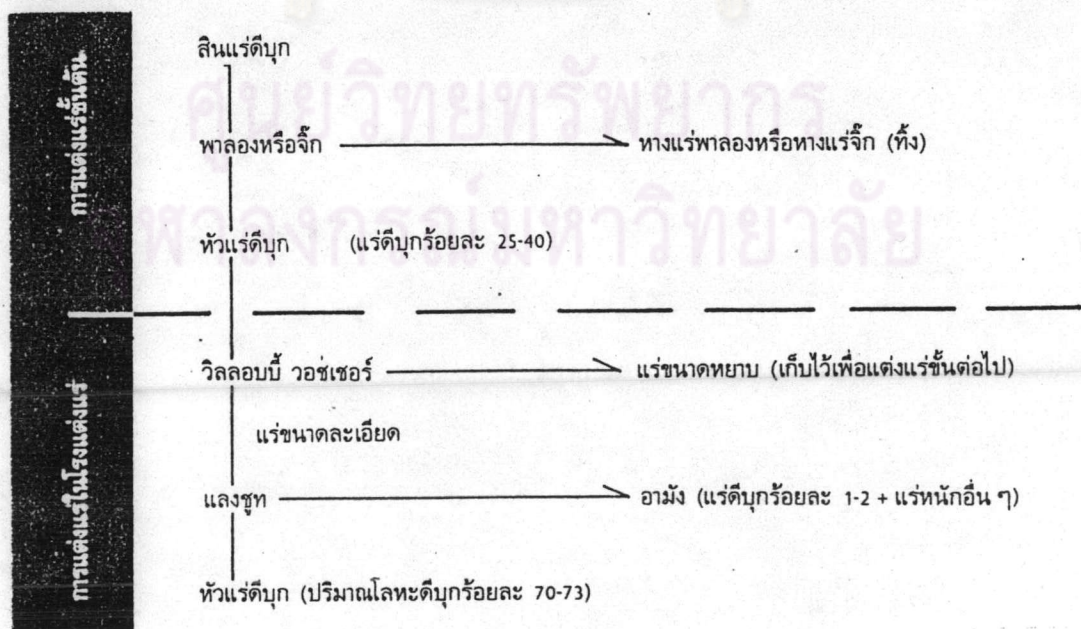 การแต่งแร่ชั้นต้น
สินแร่ดีบุก
พาลองหรือจิ๊ก
หางแร่พาลองหรือหางแร่จิ๊ก (ทิ้ง)
หัวแร่ดีบุก (แร่ดีบุกร้อยละ 25-40)
การแต่งแร่ในโรงแต่งแร่
วิลลอบบี้ วอช่เชอร์
แร่ขนาดหยาบ (เก็บไว้เพื่อแต่งแร่ขั้นต่อไป)
แร่ขนาดละเอียด
แลงชูท
อามัง (แร่ดีบุกร้อยละ 1-2 + แร่หนักอื่น ๆ)
หัวแร่ดีบุก (ปริมาณโลหะดีบุกร้อยละ 70-73)
ศูนย์วิทยทรัพยากร
จุฬาลงกรณ์มหาวิทยาลัย